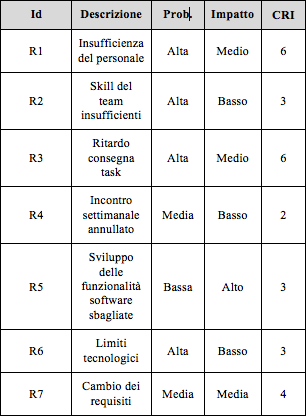 Id Descrizione Prob. Impatto CRI
R1 Insufficienza del personale Alta Medio 6
R2 Skill del team insufficienti Alta Basso 3
R3 Ritardo consegna task Alta Medio 6
R4 Incontro settimanale annullato Media Basso 2
R5 Sviluppo delle funzionalità software sbagliate Bassa Alto 3
R6 Limiti tecnologici Alta Basso 3
R7 Cambio dei requisiti Media Media 4